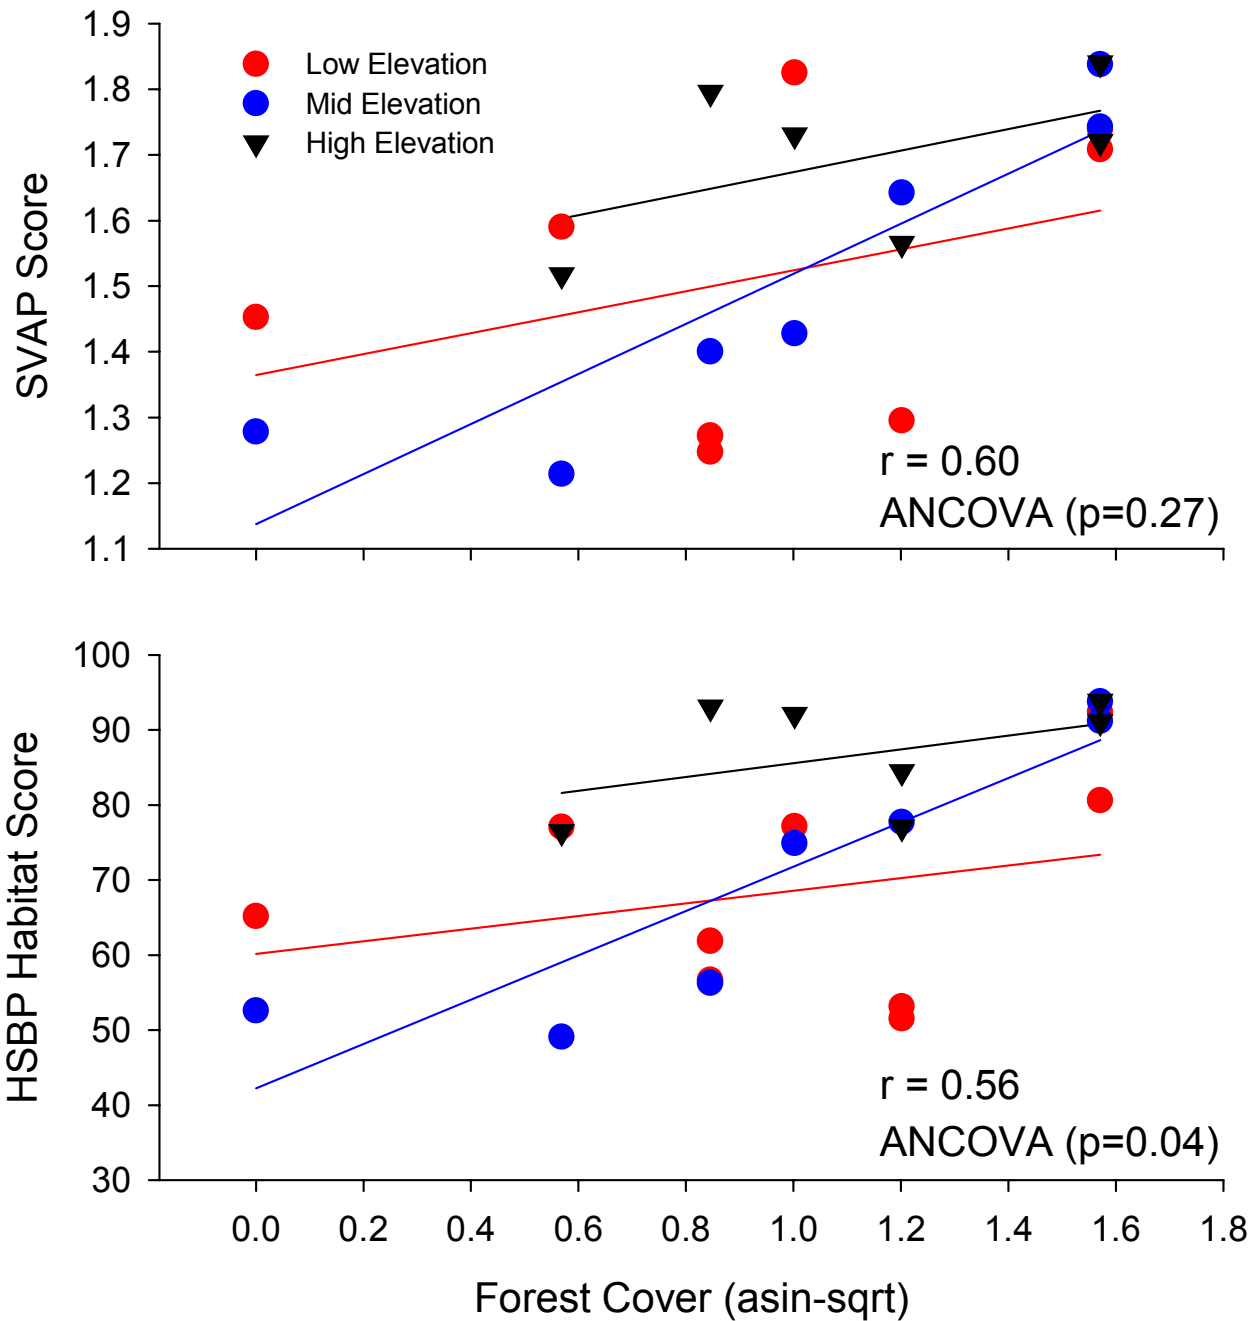 1.9
1.8
1.7
1.6
1.5
1.4
1.3
1.2
1.1
SVAP Score
Low Elevation
Mid Elevation
High Elevation
r = 0.60
ANCOVA (p=0.27)
100
90
80
70
60
50
40
30
HSBP Habitat Score
r = 0.56
ANCOVA (p=0.04)
0.0 0.2 0.4 0.6 0.8 1.0 1.2 1.4 1.6 1.8
Forest Cover (asin-sqrt)